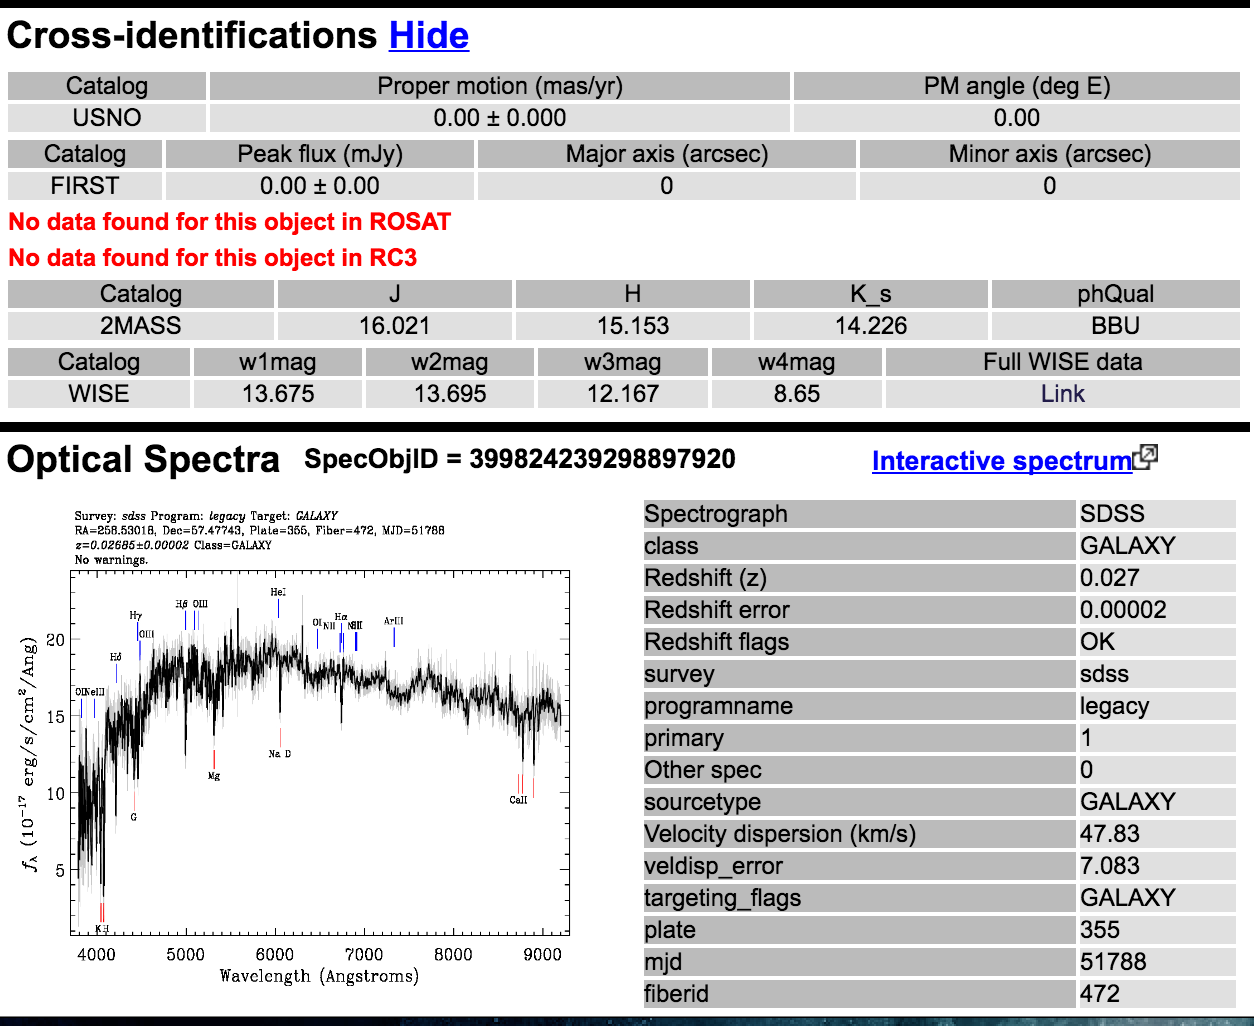 Cross-identifications Hide
Catalog Proper motion (mas/yr) PM angle (deg E)
USNO 0.00 ± 0.000 0.00
Catalog Peak flux (mJy) Major axis (arcsec) Minor axis (arcsec)
FIRST 0.00 ± 0.00 0 0
No data found for this object in ROSAT
No data found for this object in RC3
Catalog J H K_s phQual
2MASS 16.021 15.153 14.226 BBU
Catalog w1mag w2mag w3mag w4mag Full WISE data
WISE 13.675 13.695 12.167 8.65 Link
Optical Spectra SpecObjID = 399824239298897920 Interactive spectrum
Survey: sdss Program: legacy Target: GALAXY
RA=258.53018, Dec=57.47743, Plate=355, Fiber=472, MJD=51788
z=0.02685±0.00002 Class=GALAXY
No warnings.
HeI
Hβ OIII
Hγ
OI Hα ArIII
NII SII
OIII
Hδ
OII NeIII
Na D
Mg
CaII
G
K H
20
15
10
5
4000 5000 6000 7000 8000 9000
Wavelength (Angstroms)
fλ (10⁻¹⁷ erg/s/cm²/Ang)
Spectrograph SDSS
class GALAXY
Redshift (z) 0.027
Redshift error 0.00002
Redshift flags OK
survey sdss
programname legacy
primary 1
Other spec 0
sourcetype GALAXY
Velocity dispersion (km/s) 47.83
veldisp_error 7.083
targeting_flags GALAXY
plate 355
mjd 51788
fiberid 472